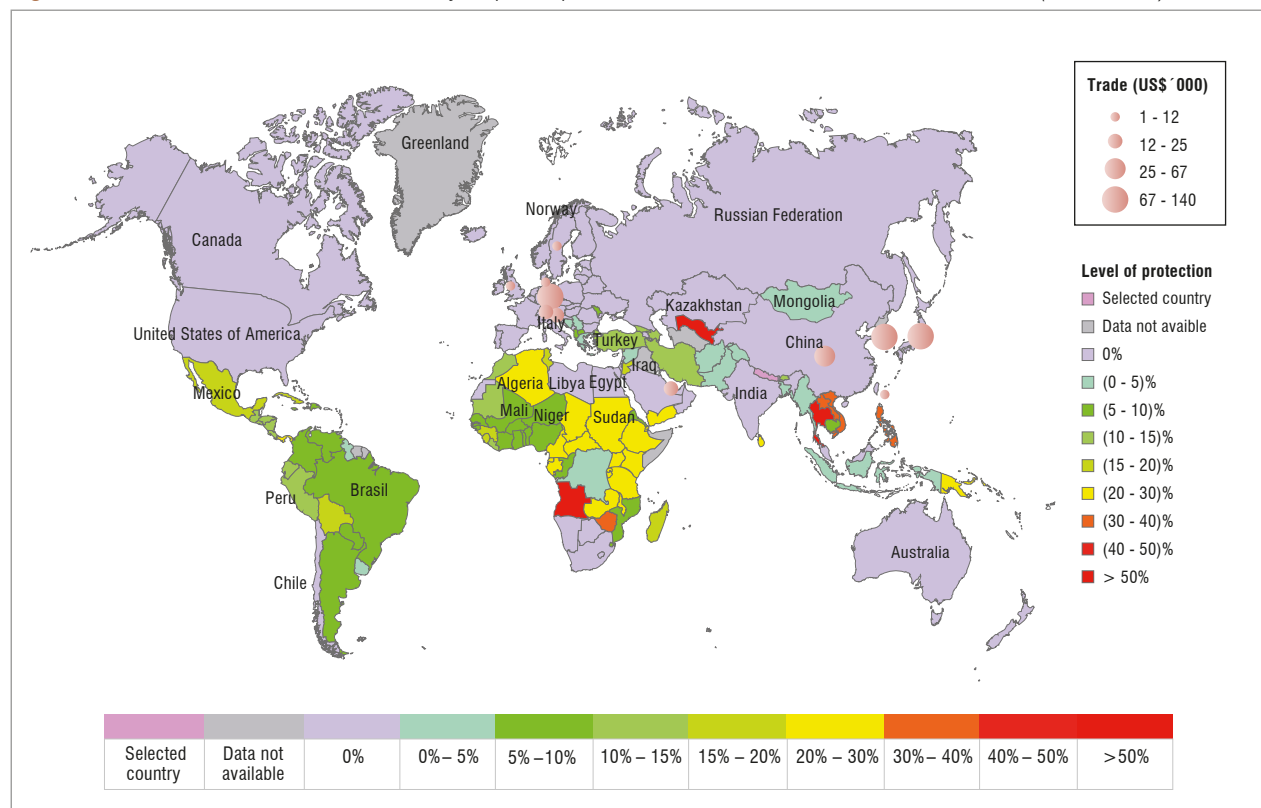 Trade (US$´000)
1 - 12
12 - 25
25 - 67
67 - 140
Greenland
Norway
Russian Federation
Canada
Level of protection
Selected country
Data not avaible
0%
(0 - 5)%
(5 - 10)%
(10 - 15)%
(15 - 20)%
(20 - 30)%
(30 - 40)%
(40 - 50)%
> 50%
Kazakhstan
Mongolia
United States of America
Italy
Turkey
China
Iraq
Mexico
Algeria
Libya
Egypt
India
Mali
Niger
Sudan
Peru
Brasil
Australia
Chile
Selected country
Data not available
0%
0% – 5%
5% –10%
10% – 15%
15% – 20%
20% – 30%
30% – 40%
40% – 50%
>50%